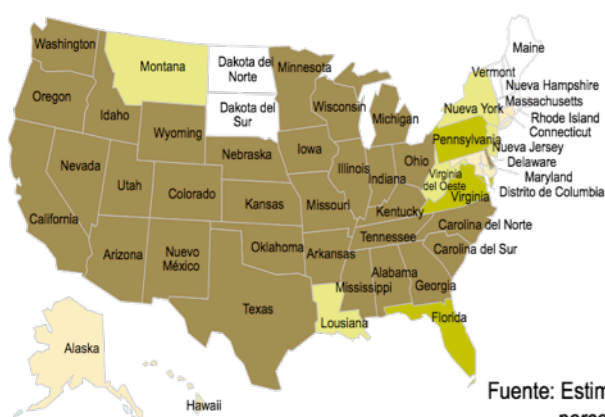 Maine
Washington
Montana
Dakota del
Norte
Minnesota
Vermont
Nueva Hampshire
Massachusetts
Oregon
Idaho
Dakota del
Sur
Wisconsin
Michigan
Nueva York
Rhode Island
Connecticut
Wyoming
Pennsylvania
Nueva Jersey
Nebraska
Iowa
Ohio
Delaware
Nevada
Utah
Colorado
Illinois
Indiana
Virginia
del Oeste
Maryland
Virginia
Distrito de Columbia
California
Kansas
Missouri
Kentucky
Carolina del Norte
Tennessee
Arizona
Nuevo
México
Oklahoma
Arkansas
Carolina del Sur
Mississippi
Alabama
Georgia
Texas
Lousiana
Florida
Alaska
Hawaii
Fuente: Estim